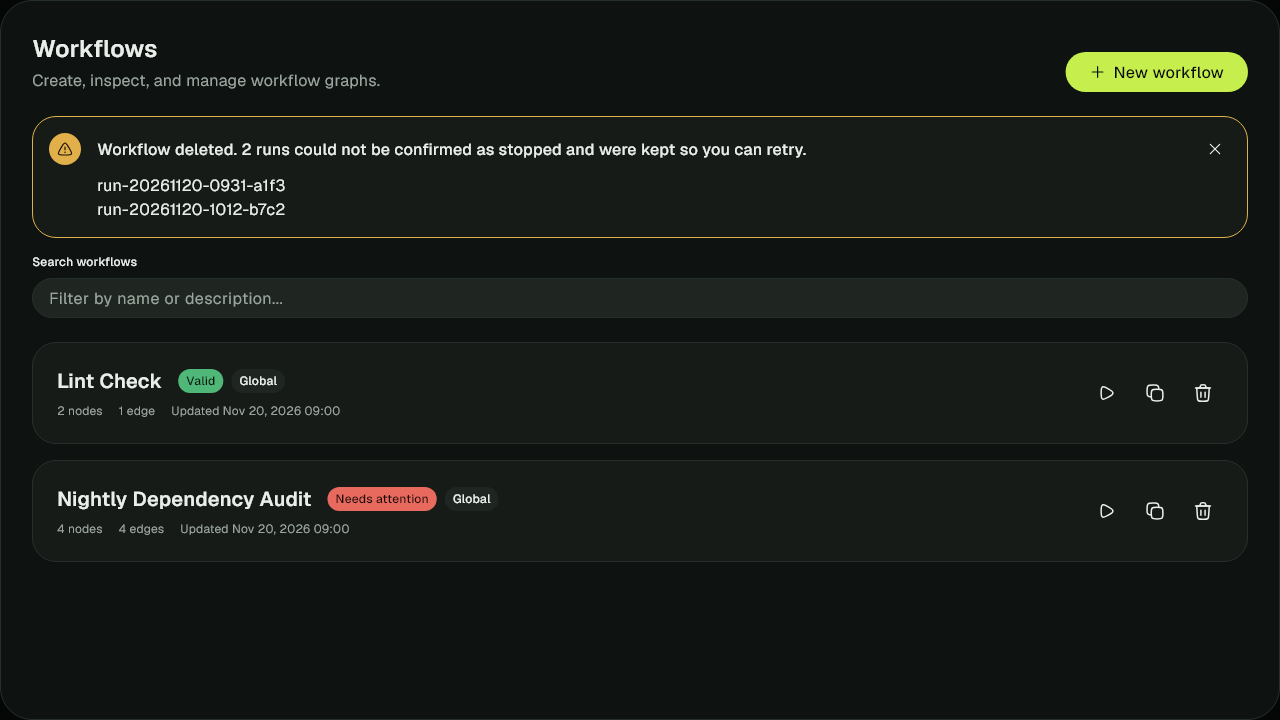 Workflows
Create, inspect, and manage workflow graphs.
New workflow
Workflow deleted. 2 runs could not be confirmed as stopped and were kept so you can retry.
run-20261120-0931-a1f3
run-20261120-1012-b7c2
Search workflows
Filter by name or description...
Lint Check Valid Global
2 nodes 1 edge Updated Nov 20, 2026 09:00
Nightly Dependency Audit Needs attention Global
4 nodes 4 edges Updated Nov 20, 2026 09:00